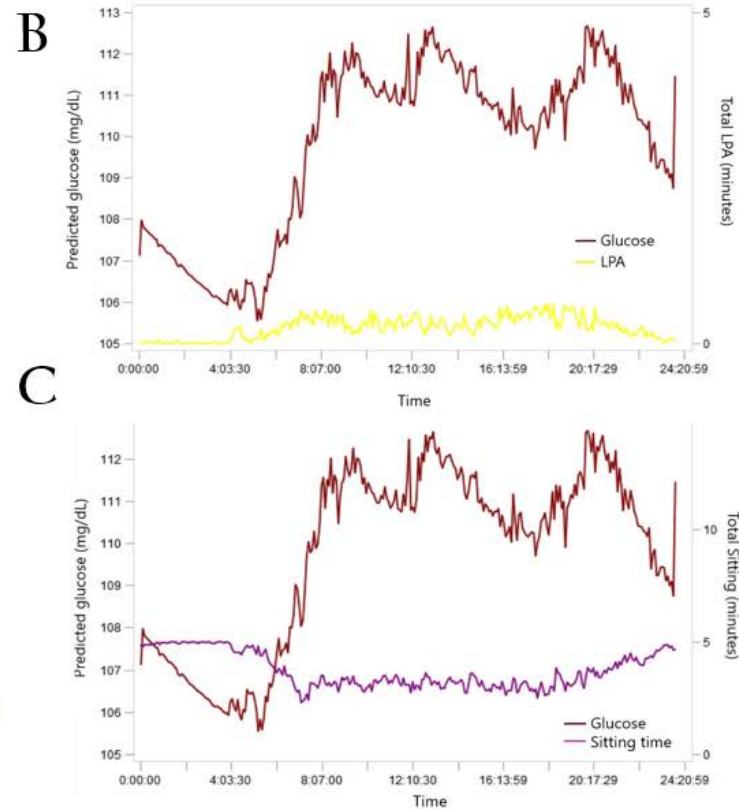 B
113
112
111
110
109
108
107
106
105
Predicted glucose (mg/dL)
5
0
Total LPA (minutes)
Glucose
LPA
0:00:00 4:03:30 8:07:00 12:10:30 16:13:59 20:17:29 24:20:59
Time
C
112
111
110
109
108
107
106
105
Predicted glucose (mg/dL)
10
5
0
Total Sitting (minutes)
Glucose
Sitting time
0:00:00 4:03:30 8:07:00 12:10:30 16:13:59 20:17:29 24:20:59
Time